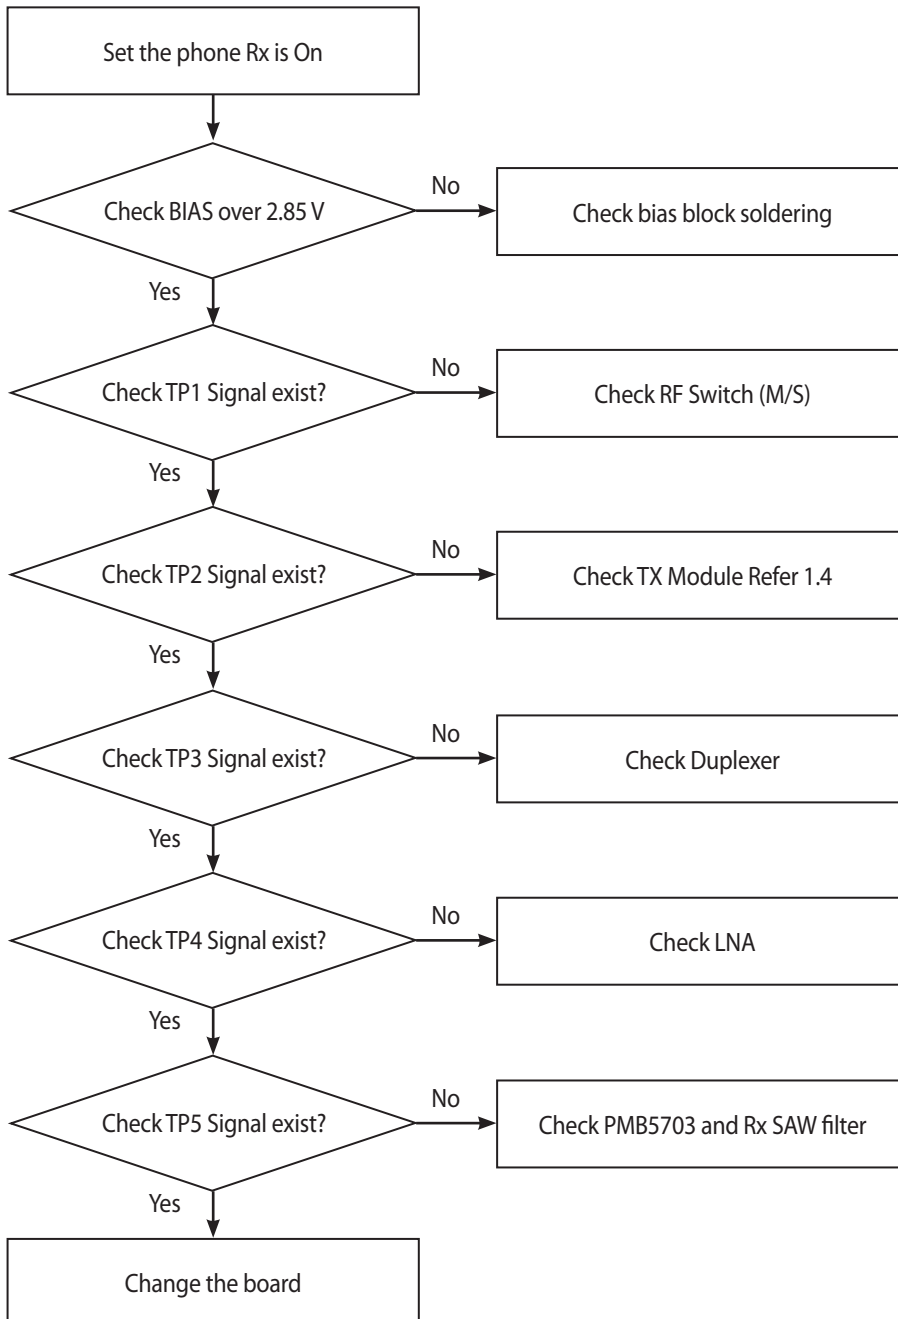 Set the phone Rx is On
Check BIAS over 2.85 V
No
Check bias block soldering
Yes
Check TP1 Signal exist?
No
Check RF Switch (M/S)
Yes
Check TP2 Signal exist?
No
Check TX Module Refer 1.4
Yes
Check TP3 Signal exist?
No
Check Duplexer
Yes
Check TP4 Signal exist?
No
Check LNA
Yes
Check TP5 Signal exist?
No
Check PMB5703 and Rx SAW filter
Yes
Change the board